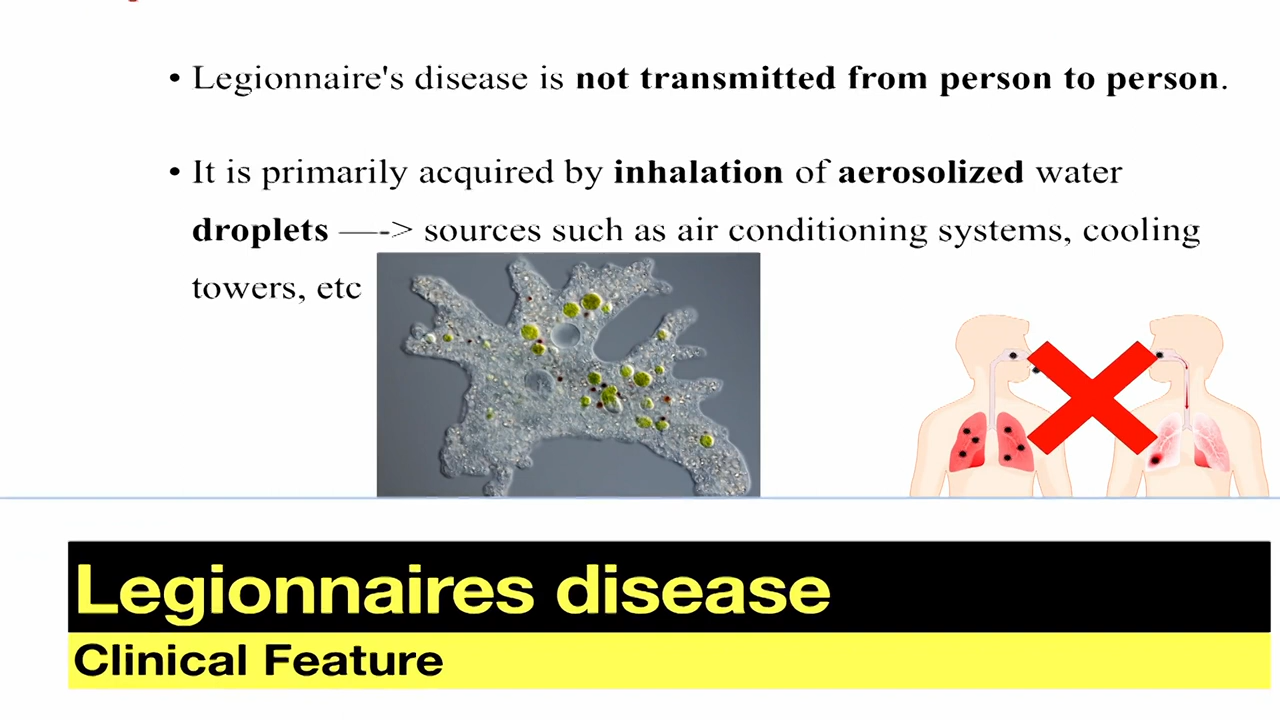 • Legionnaire's disease is not transmitted from person to person.
• It is primarily acquired by inhalation of aerosolized water
droplets —-> sources such as air conditioning systems, cooling
towers, etc
Legionnaires disease
Clinical Feature